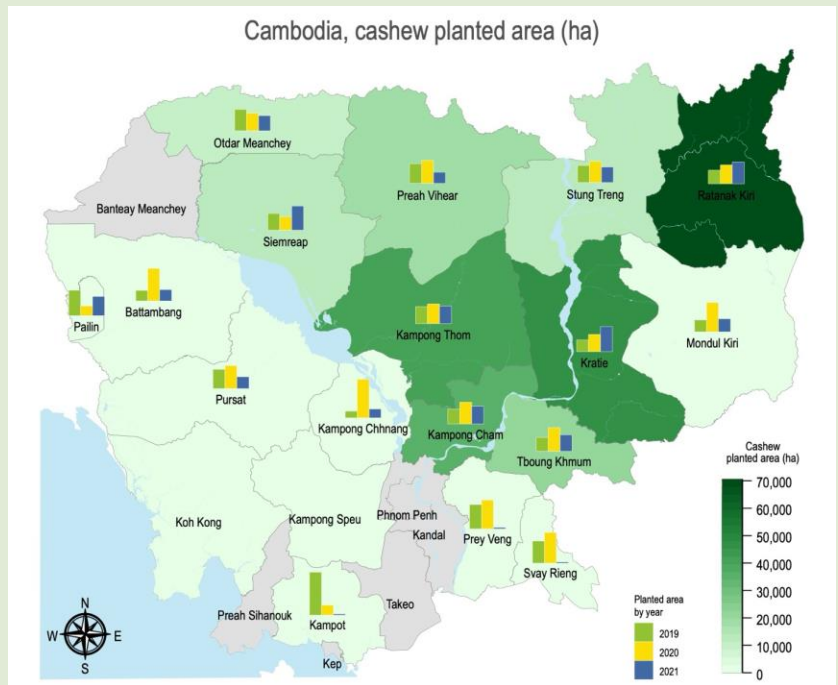 Cambodia, cashew planted area (ha)
Otdar Meanchey
Banteay Meanchey
Preah Vihear
Stung Treng
Ratanak Kiri
Siemreap
Battambang
Pailin
Kampong Thom
Kratie
Mondul Kiri
Pursat
Kampong Chhnang
Kampong Cham
Tboung Khmum
Koh Kong
Kampong Speu
Phnom Penh
Kandal
Prey Veng
Svay Rieng
Preah Sihanouk
Kampot
Takeo
Kep
N
W
E
S
Planted area
by year
2019
2020
2021
Cashew
planted area (ha)
70,000
60,000
50,000
40,000
30,000
20,000
10,000
0